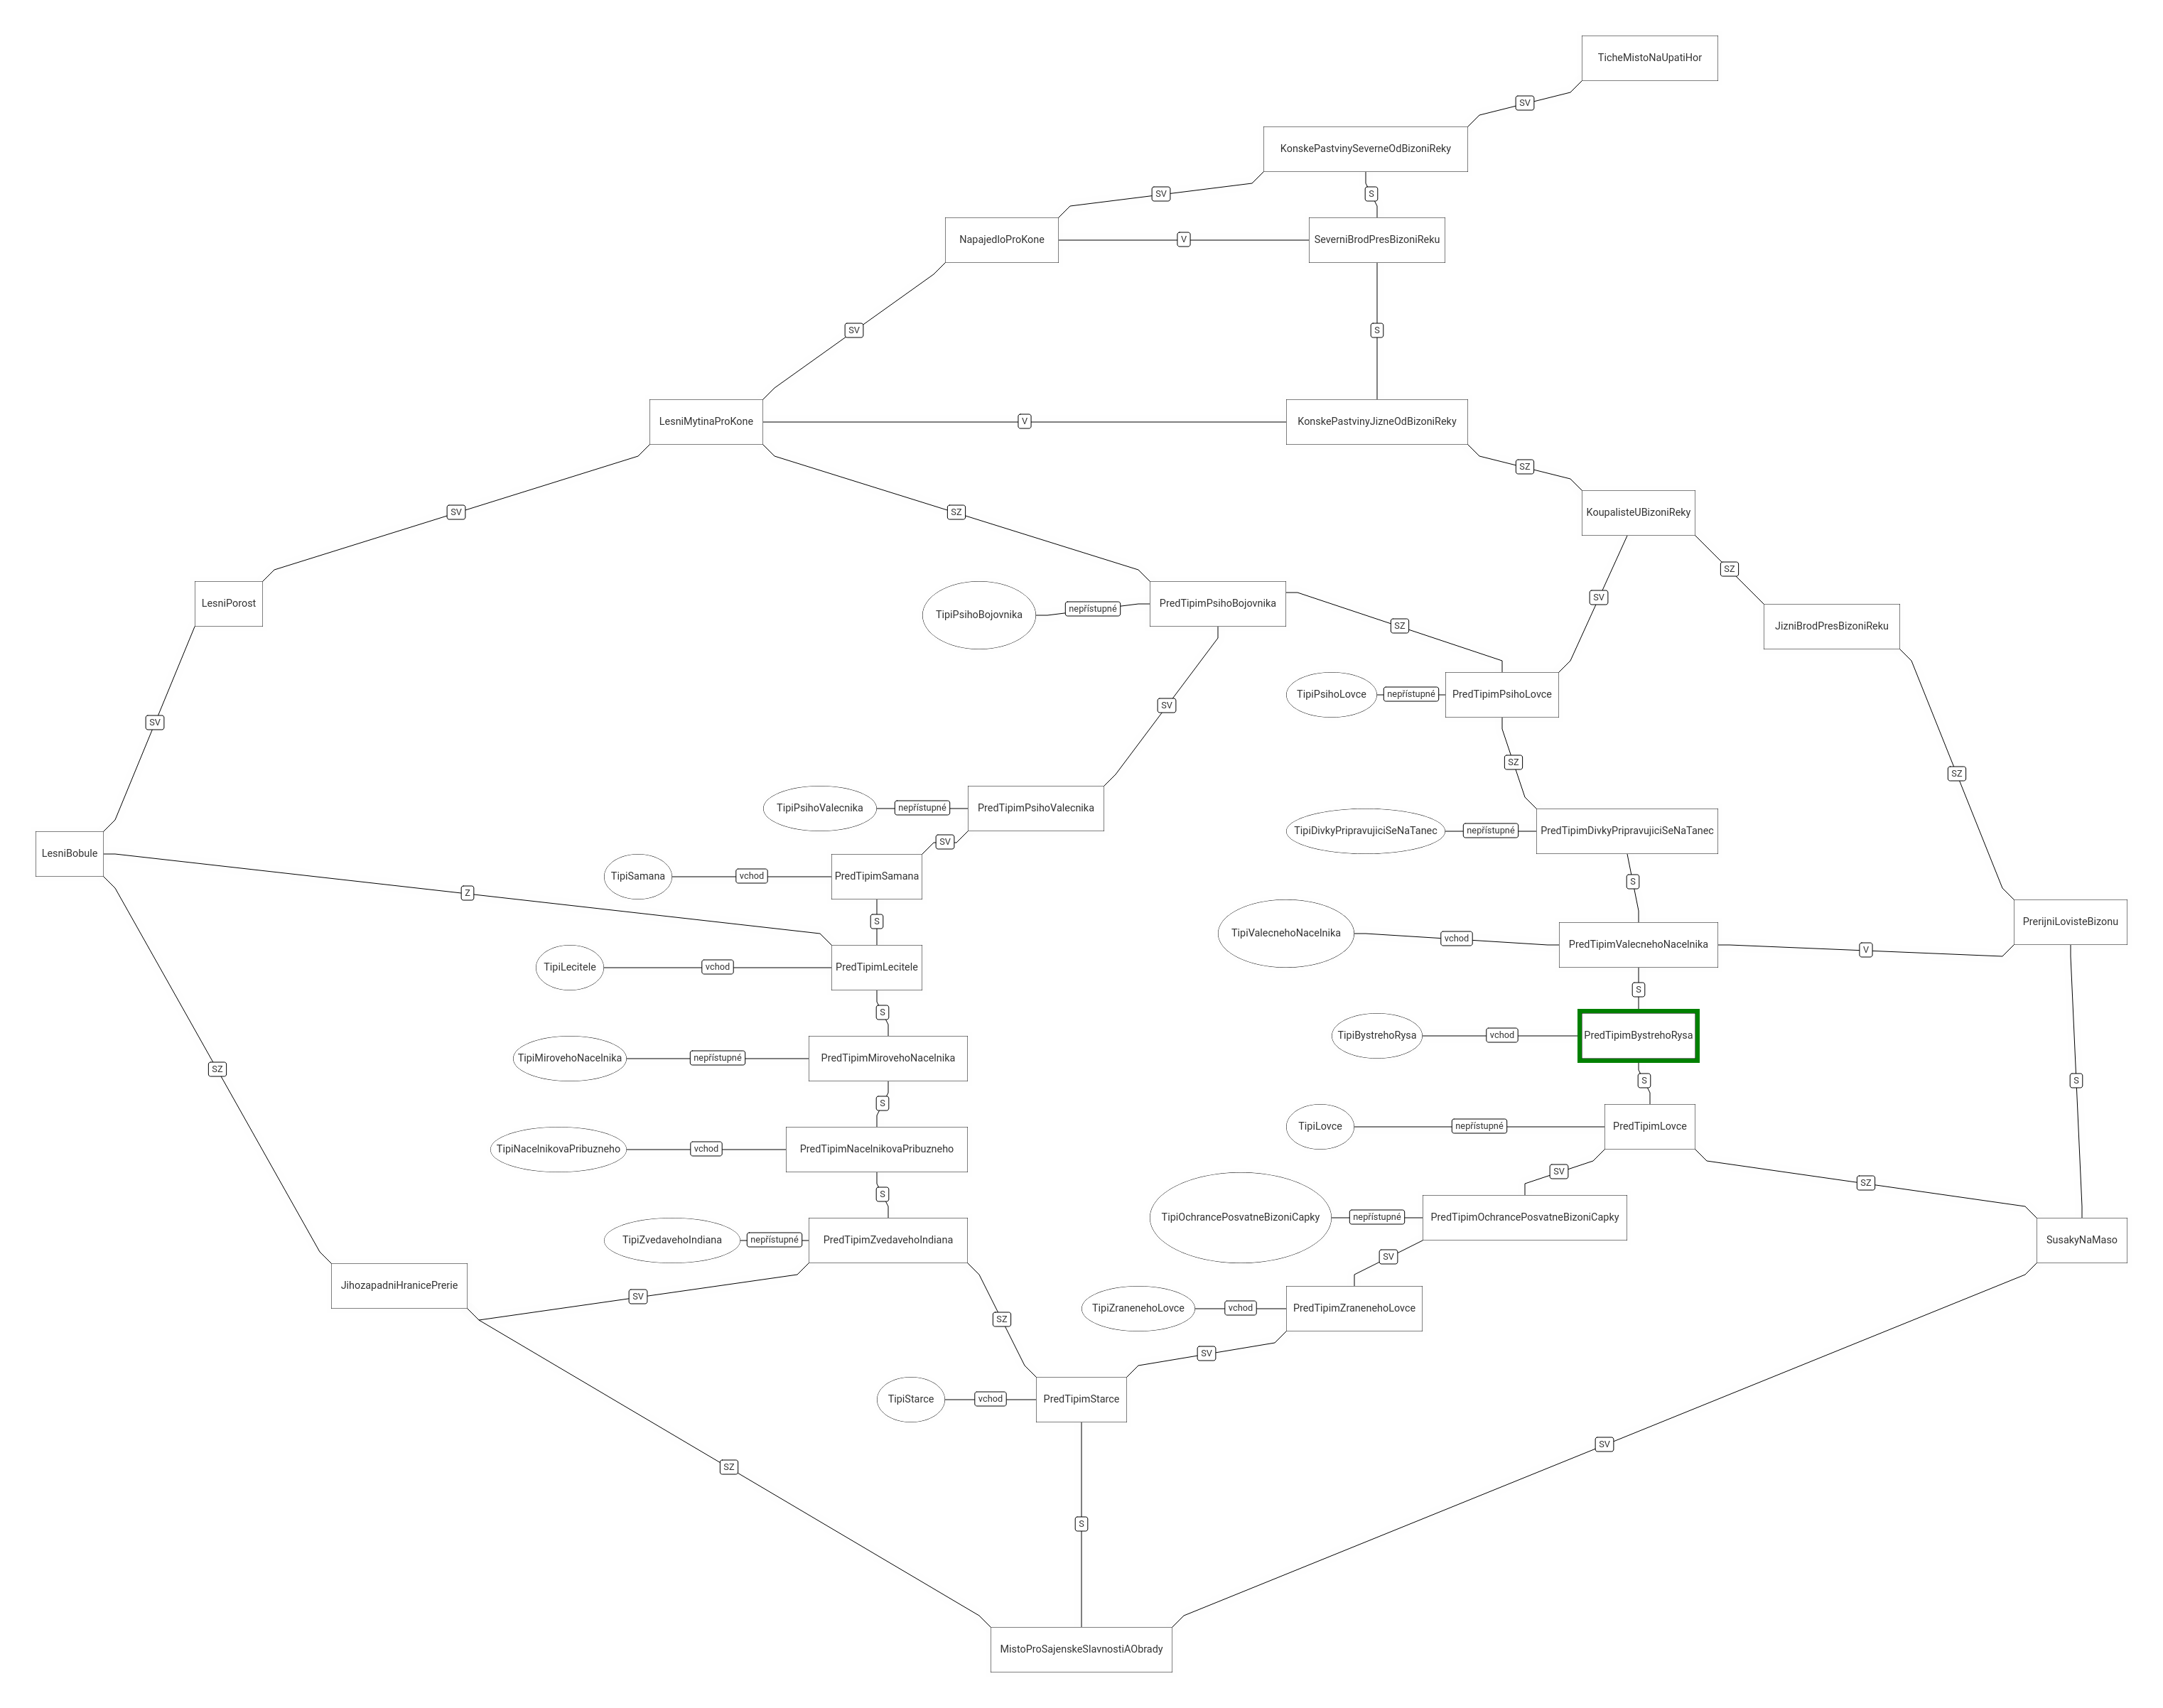 TicheMistoNaUpatiHor
SV
KonskePastvinySeverneOdBizoniReky
SV
S
NapajedloProKone
V
SeverniBrodPresBizoniReku
SV
S
LesniMytinaProKone
V
KonskePastvinyJizneOdBizoniReky
SZ
SV
SZ
KoupalisteUBizoniReky
SZ
SV
LesniPorost
TipiPsihoBojovnika
nepřístupné
PredTipimPsihoBojovnika
SZ
JizniBrodPresBizoniReku
TipiPsihoLovce
nepřístupné
PredTipimPsihoLovce
SV
SV
SZ
SZ
TipiPsihoValecnika
nepřístupné
PredTipimPsihoValecnika
TipiDivkyPripravujiciSeNaTanec
nepřístupné
PredTipimDivkyPripravujiciSeNaTanec
SV
LesniBobule
TipiSamana
vchod
PredTipimSamana
S
Z
S
TipiValecnehoNacelnika
vchod
PredTipimValecnehoNacelnika
V
PrerijniLovisteBizonu
TipiLecitele
vchod
PredTipimLecitele
S
S
TipiBystrehoRysa
vchod
PredTipimBystrehoRysa
TipiMirovehoNacelnika
nepřístupné
PredTipimMirovehoNacelnika
SZ
S
S
S
TipiLovce
nepřístupné
PredTipimLovce
TipiNacelnikovaPribuzneho
vchod
PredTipimNacelnikovaPribuzneho
SV
SZ
S
TipiOchrancePosvatneBizoniCapky
nepřístupné
PredTipimOchrancePosvatneBizoniCapky
TipiZvedavehoIndiana
nepřístupné
PredTipimZvedavehoIndiana
SusakyNaMaso
SV
JihozapadniHranicePrerie
SV
TipiZranenehoLovce
vchod
PredTipimZranenehoLovce
SZ
SV
TipiStarce
vchod
PredTipimStarce
SV
SZ
S
MistoProSajenskeSlavnostiAObrady